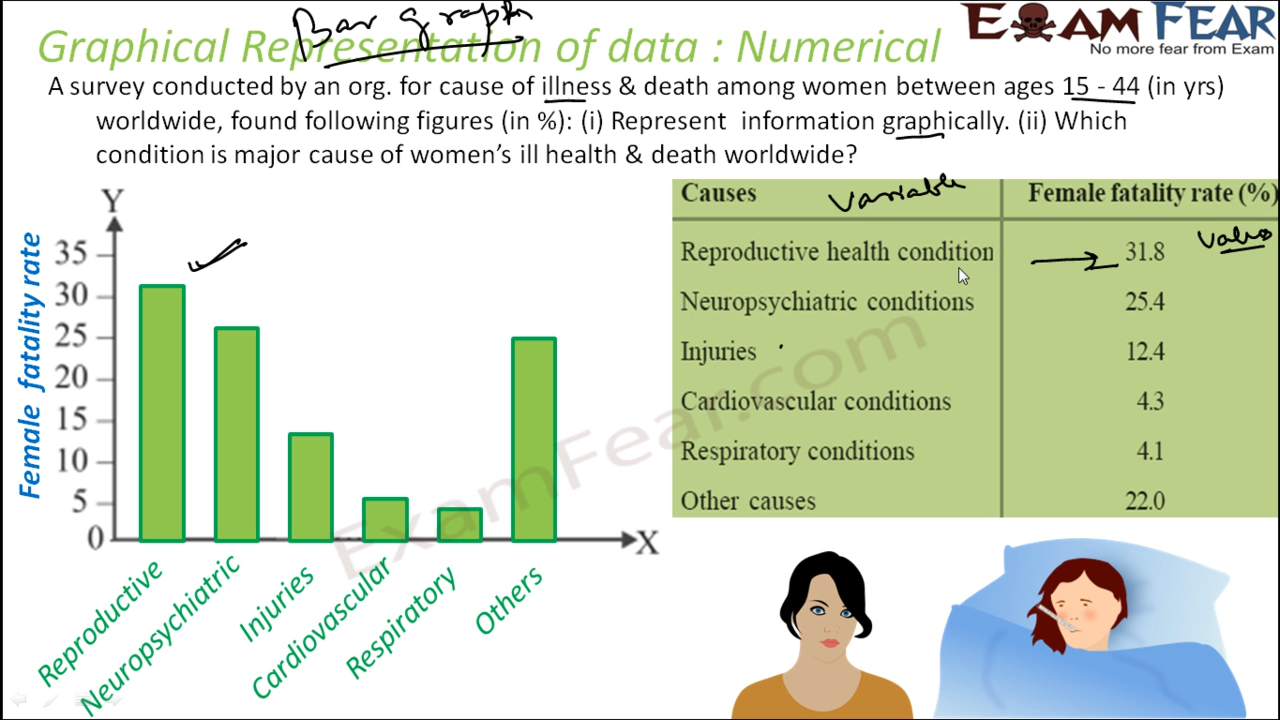 Bar graph
Graphical Representation of data : Numerical
EXAM FEAR
No more fear from Exam
A survey conducted by an org. for cause of illness & death among women between ages 15 - 44 (in yrs)
worldwide, found following figures (in %): (i) Represent information graphically. (ii) Which
condition is major cause of women's ill health & death worldwide?
Y
Female fatality rate
35
30
25
20
15
10
5
0
X
Reproductive
Neuropsychiatric
Injuries
Cardiovascular
Respiratory
Others
Causes Variable Female fatality rate (%)
Reproductive health condition 31.8
Neuropsychiatric conditions 25.4
Injuries 12.4
Cardiovascular conditions 4.3
Respiratory conditions 4.1
Other causes 22.0
ExamFear.com